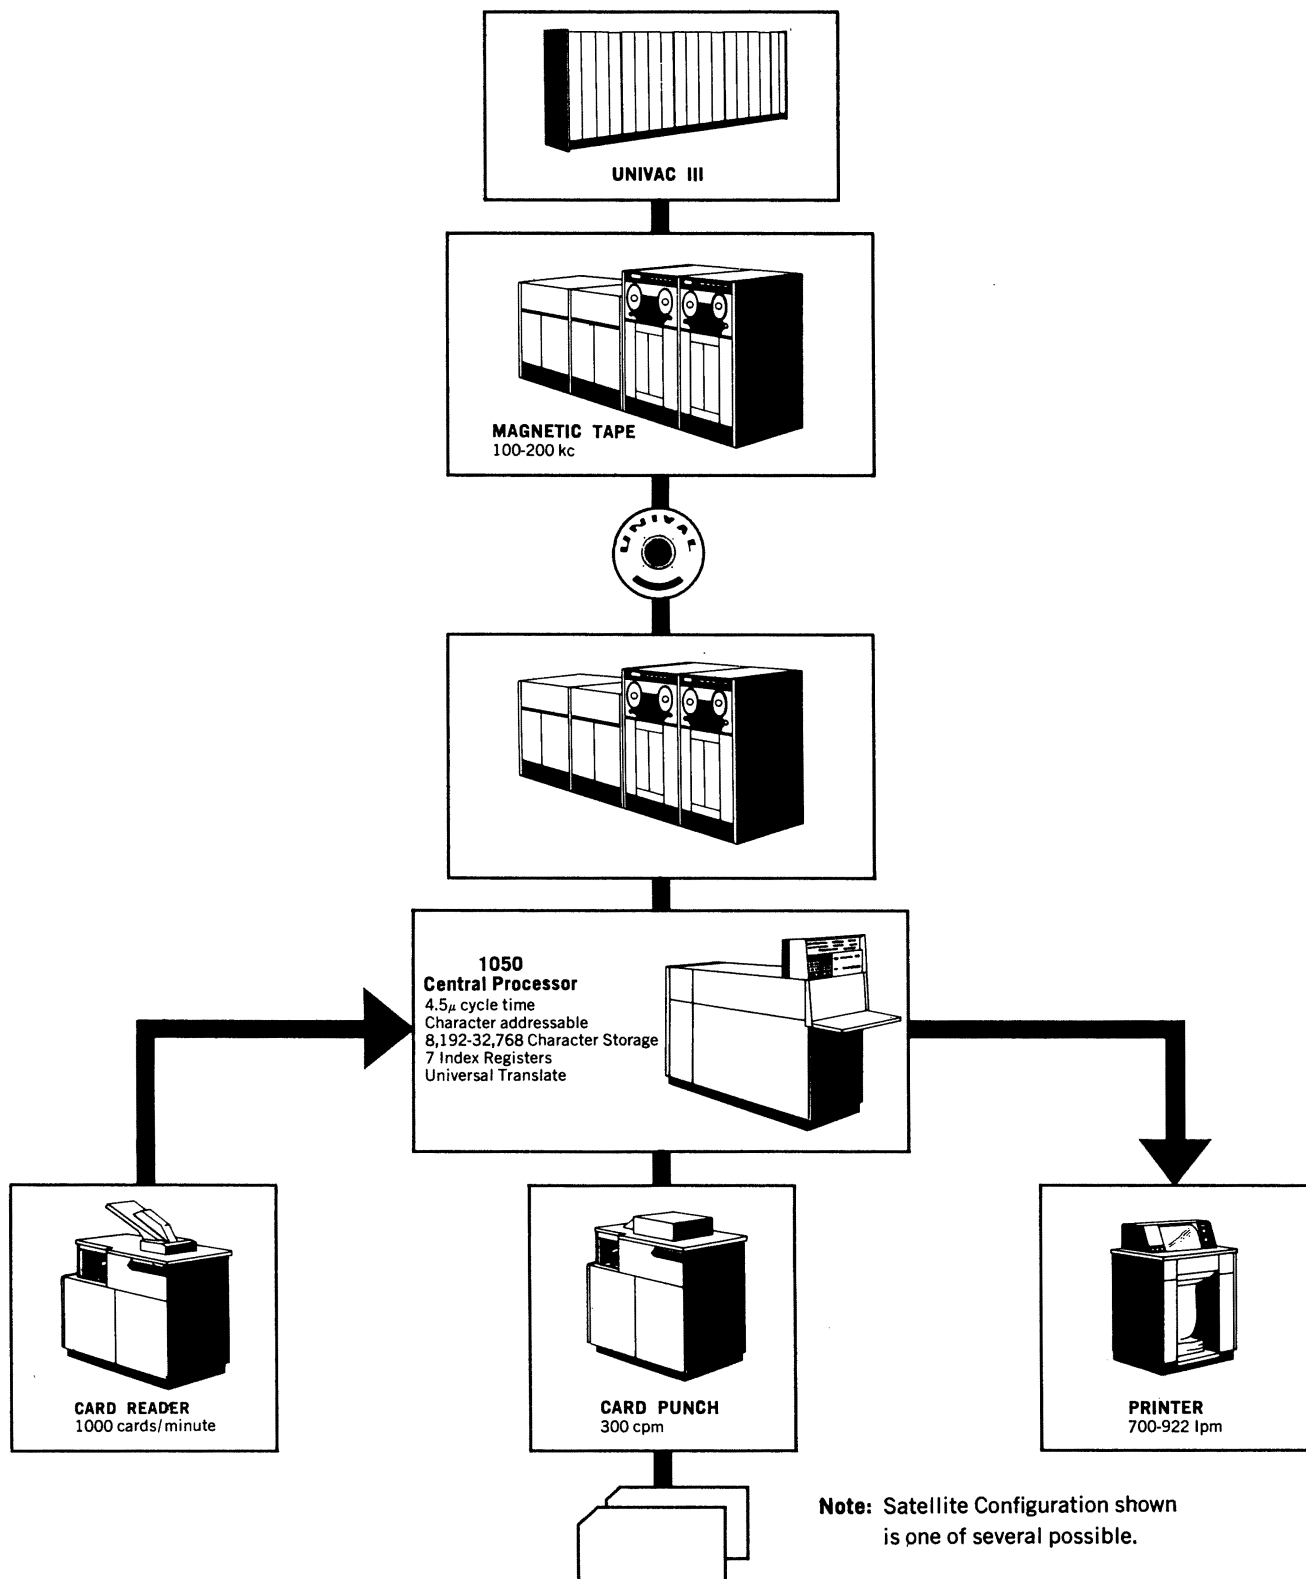 UNIVAC III
MAGNETIC TAPE
100-200 kc
UNIVAC
1050
Central Processor
4.5μ cycle time
Character addressable
8,192-32,768 Character Storage
7 Index Registers
Universal Translate
CARD READER
1000 cards/minute
CARD PUNCH
300 cpm
PRINTER
700-922 lpm
Note: Satellite Configuration shown
is one of several possible.